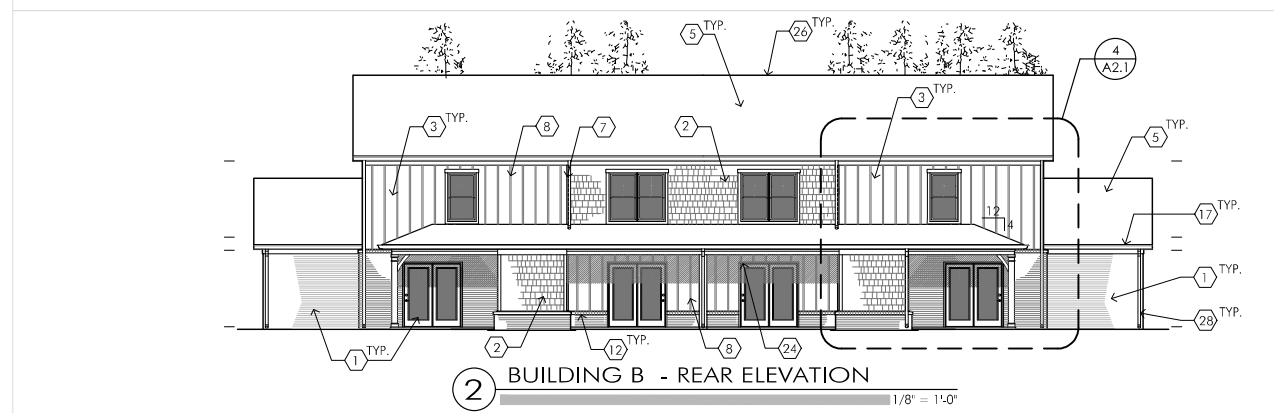 5 TYP.
26 TYP.
4
A2.1
3 TYP.
8
7
2
3 TYP.
5 TYP.
12
4
17 TYP.
1 TYP.
28 TYP.
1 TYP.
2
12 TYP.
8
24
2 BUILDING B - REAR ELEVATION
1/8" = 1'-0"